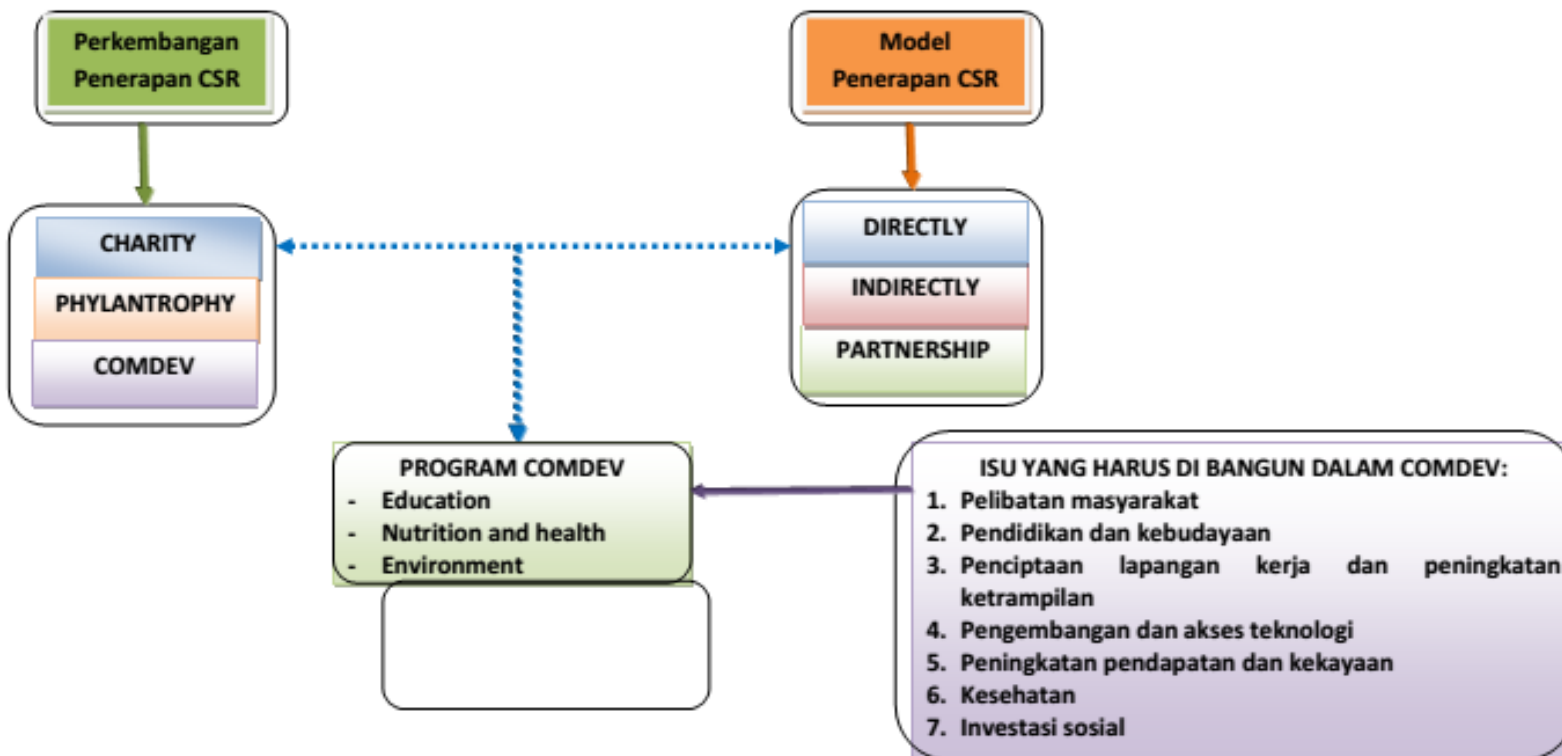 Perkembangan
Penerapan CSR
Model
Penerapan CSR
CHARITY
PHYLANTROPHY
COMDEV
DIRECTLY
INDIRECTLY
PARTNERSHIP
PROGRAM COMDEV
- Education
- Nutrition and health
- Environment
ISU YANG HARUS DI BANGUN DALAM COMDEV:
1. Pelibatan masyarakat
2. Pendidikan dan kebudayaan
3. Penciptaan lapangan kerja dan peningkatan
ketrampilan
4. Pengembangan dan akses teknologi
5. Peningkatan pendapatan dan kekayaan
6. Kesehatan
7. Investasi sosial